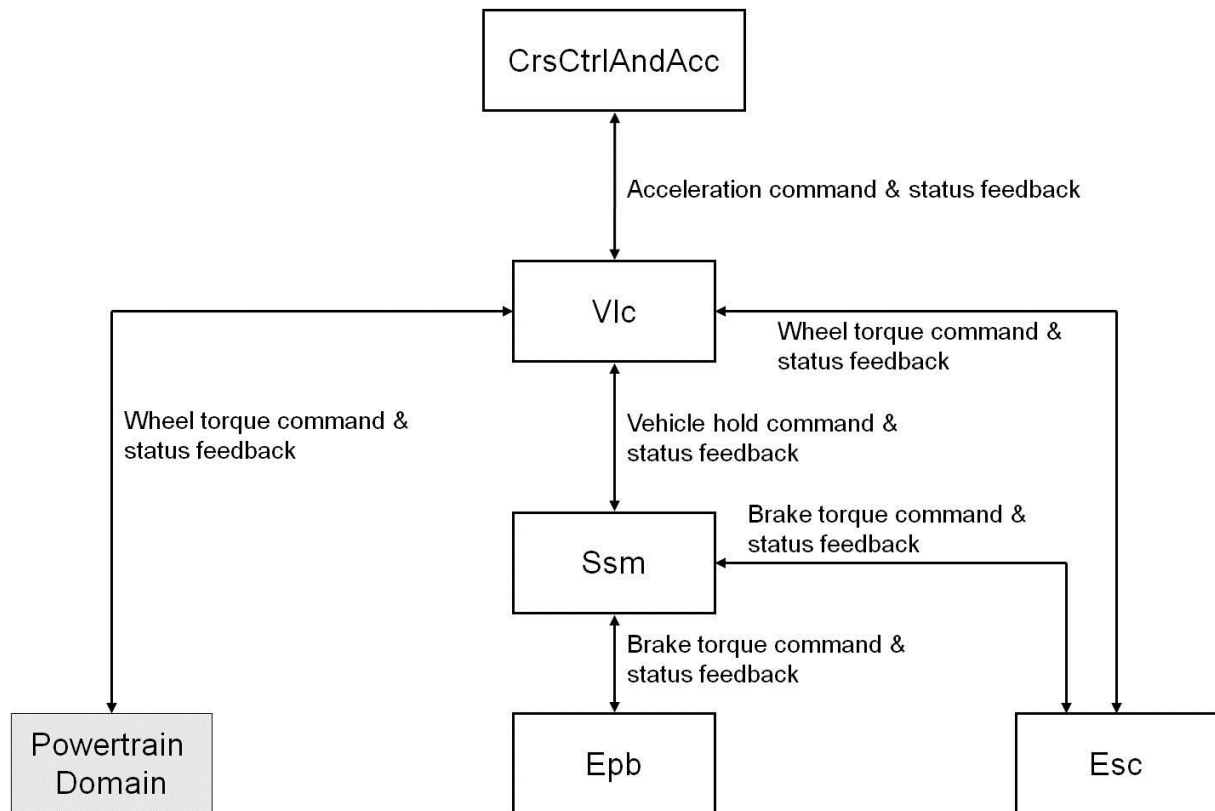 CrsCtrlAndAcc
Acceleration command & status feedback
Vlc
Wheel torque command &
status feedback
Wheel torque command &
status feedback
Vehicle hold command &
status feedback
Brake torque command &
status feedback
Ssm
Brake torque command &
status feedback
Powertrain
Domain
Epb
Esc